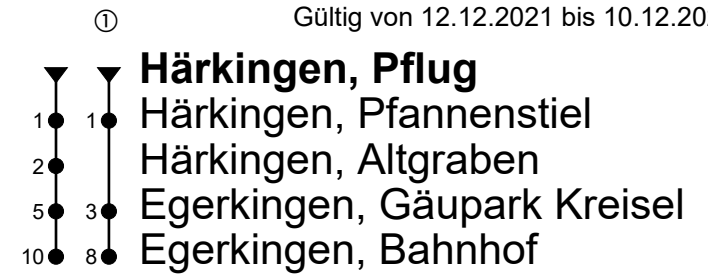 ① Gültig von 12.12.2021 bis 10.12.20
Härkingen, Pflug
1 1 Härkingen, Pfannenstiel
2 Härkingen, Altgraben
5 3 Egerkingen, Gäupark Kreisel
10 8 Egerkingen, Bahnhof